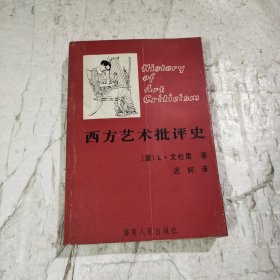 History
of
Art
Criticism
西方艺术批评史
L·文杜里 著
迟轲 译
海南人民出版社